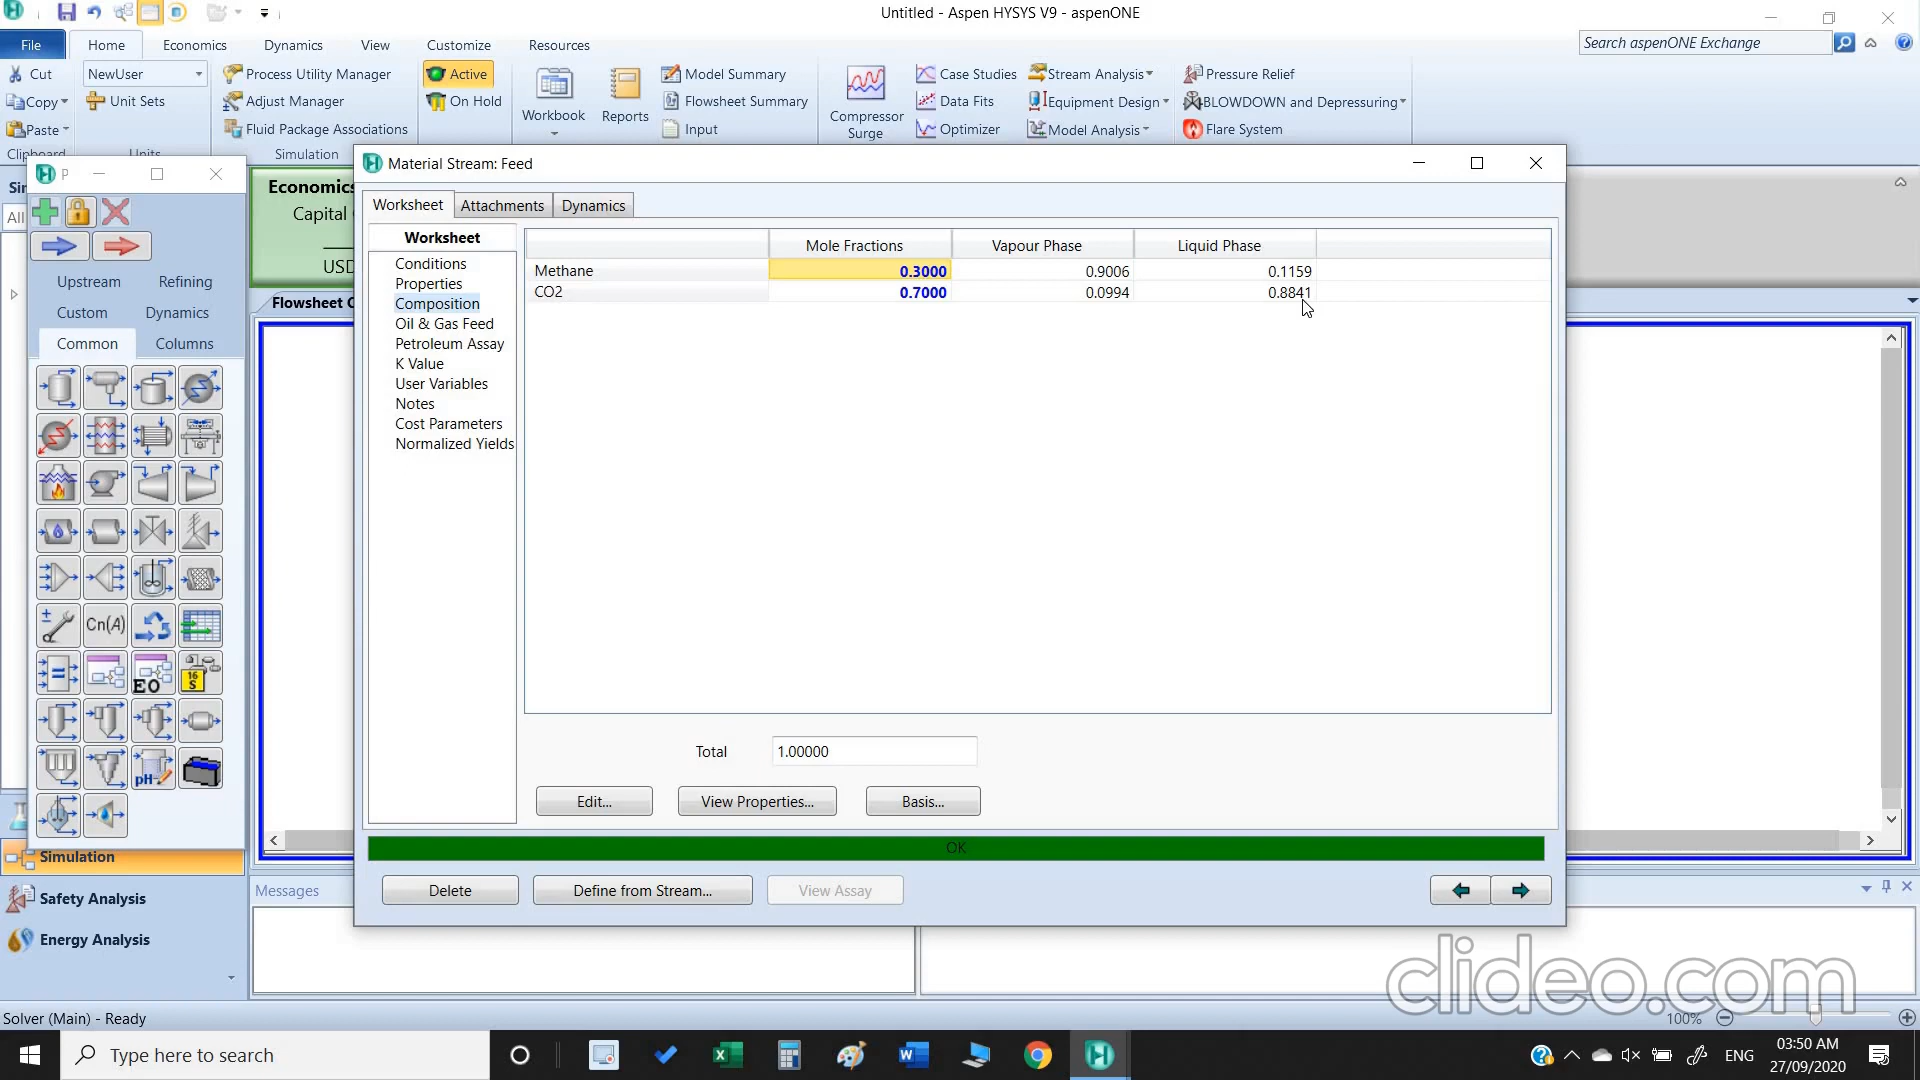 Untitled - Aspen HYSYS V9 - aspenONE
File
Home
Economics
Dynamics
View
Customize
Resources
Search aspenONE Exchange
Cut
Copy
Paste
Clipboard
NewUser
Unit Sets
Units
Process Utility Manager
Adjust Manager
Fluid Package Associations
Simulation
Active
On Hold
Workbook
Reports
Model Summary
Flowsheet Summary
Input
Compressor
Surge
Case Studies
Data Fits
Optimizer
Stream Analysis
Equipment Design
Model Analysis
Pressure Relief
BLOWDOWN and Depressuring
Flare System
P
All
Upstream
Refining
Custom
Dynamics
Common
Columns
Cn(A)
EO
16
S
pH
Economics
Capital
USD
Flowsheet
Material Stream: Feed
Worksheet
Attachments
Dynamics
Worksheet
Conditions
Properties
Composition
Oil & Gas Feed
Petroleum Assay
K Value
User Variables
Notes
Cost Parameters
Normalized Yields
Mole Fractions Vapour Phase Liquid Phase
Methane 0.3000 0.9006 0.1159
CO2 0.7000 0.0994 0.8841
Total 1.00000
Edit...
View Properties...
Basis...
OK
Delete
Define from Stream...
View Assay
Simulation
Safety Analysis
Energy Analysis
Messages
clideo.com
Solver (Main) - Ready
100%
Type here to search
ENG
03:50 AM
27/09/2020